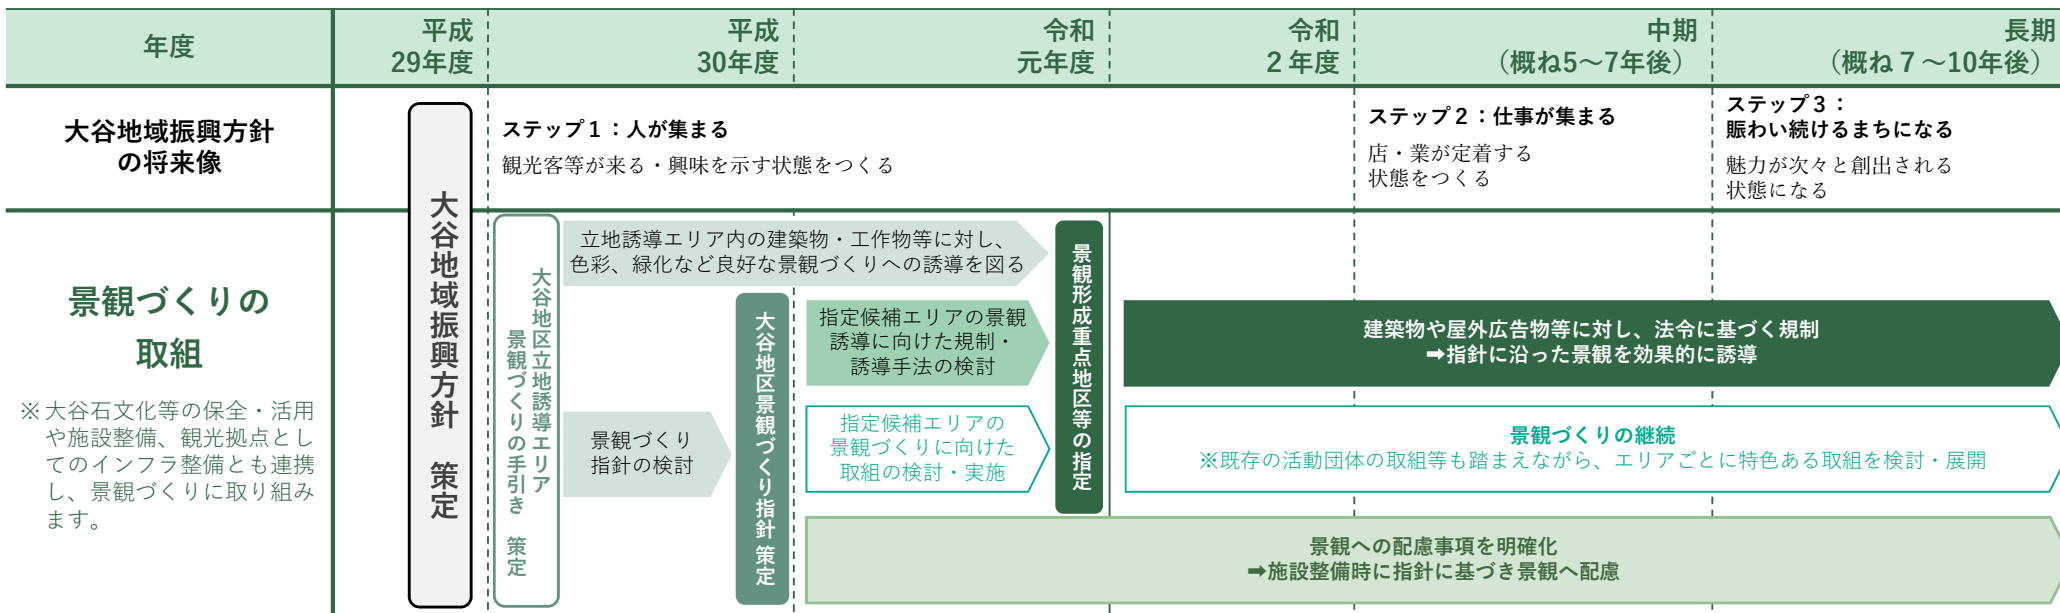 年度
平成
29年度
平成
30年度
令和
元年度
令和
2年度
中期
（概ね5～7年後）
長期
（概ね７～10年後）
大谷地域振興方針
の将来像
ステップ１：人が集まる
観光客等が来る・興味を示す状態をつくる
ステップ２：仕事が集まる
店・業が定着する
状態をつくる
ステップ３：
賑わい続けるまちになる
魅力が次々と創出される
状態になる
景観づくりの
取組
※大谷石文化等の保全・活用
や施設整備、観光拠点とし
てのインフラ整備とも連携
し、景観づくりに取り組み
ます。
大谷地域振興方針　策定
大谷地区立地誘導エリア
景観づくりの手引き　策定
立地誘導エリア内の建築物・工作物等に対し、
色彩、緑化など良好な景観づくりへの誘導を図る
景観づくり
指針の検討
大谷地区景観づくり指針 策定
指定候補エリアの景観
誘導に向けた規制・
誘導手法の検討
指定候補エリアの
景観づくりに向けた
取組の検討・実施
景観形成重点地区等の指定
建築物や屋外広告物等に対し、法令に基づく規制
➡指針に沿った景観を効果的に誘導
景観づくりの継続
※既存の活動団体の取組等も踏まえながら、エリアごとに特色ある取組を検討・展開
景観への配慮事項を明確化
➡施設整備時に指針に基づき景観へ配慮